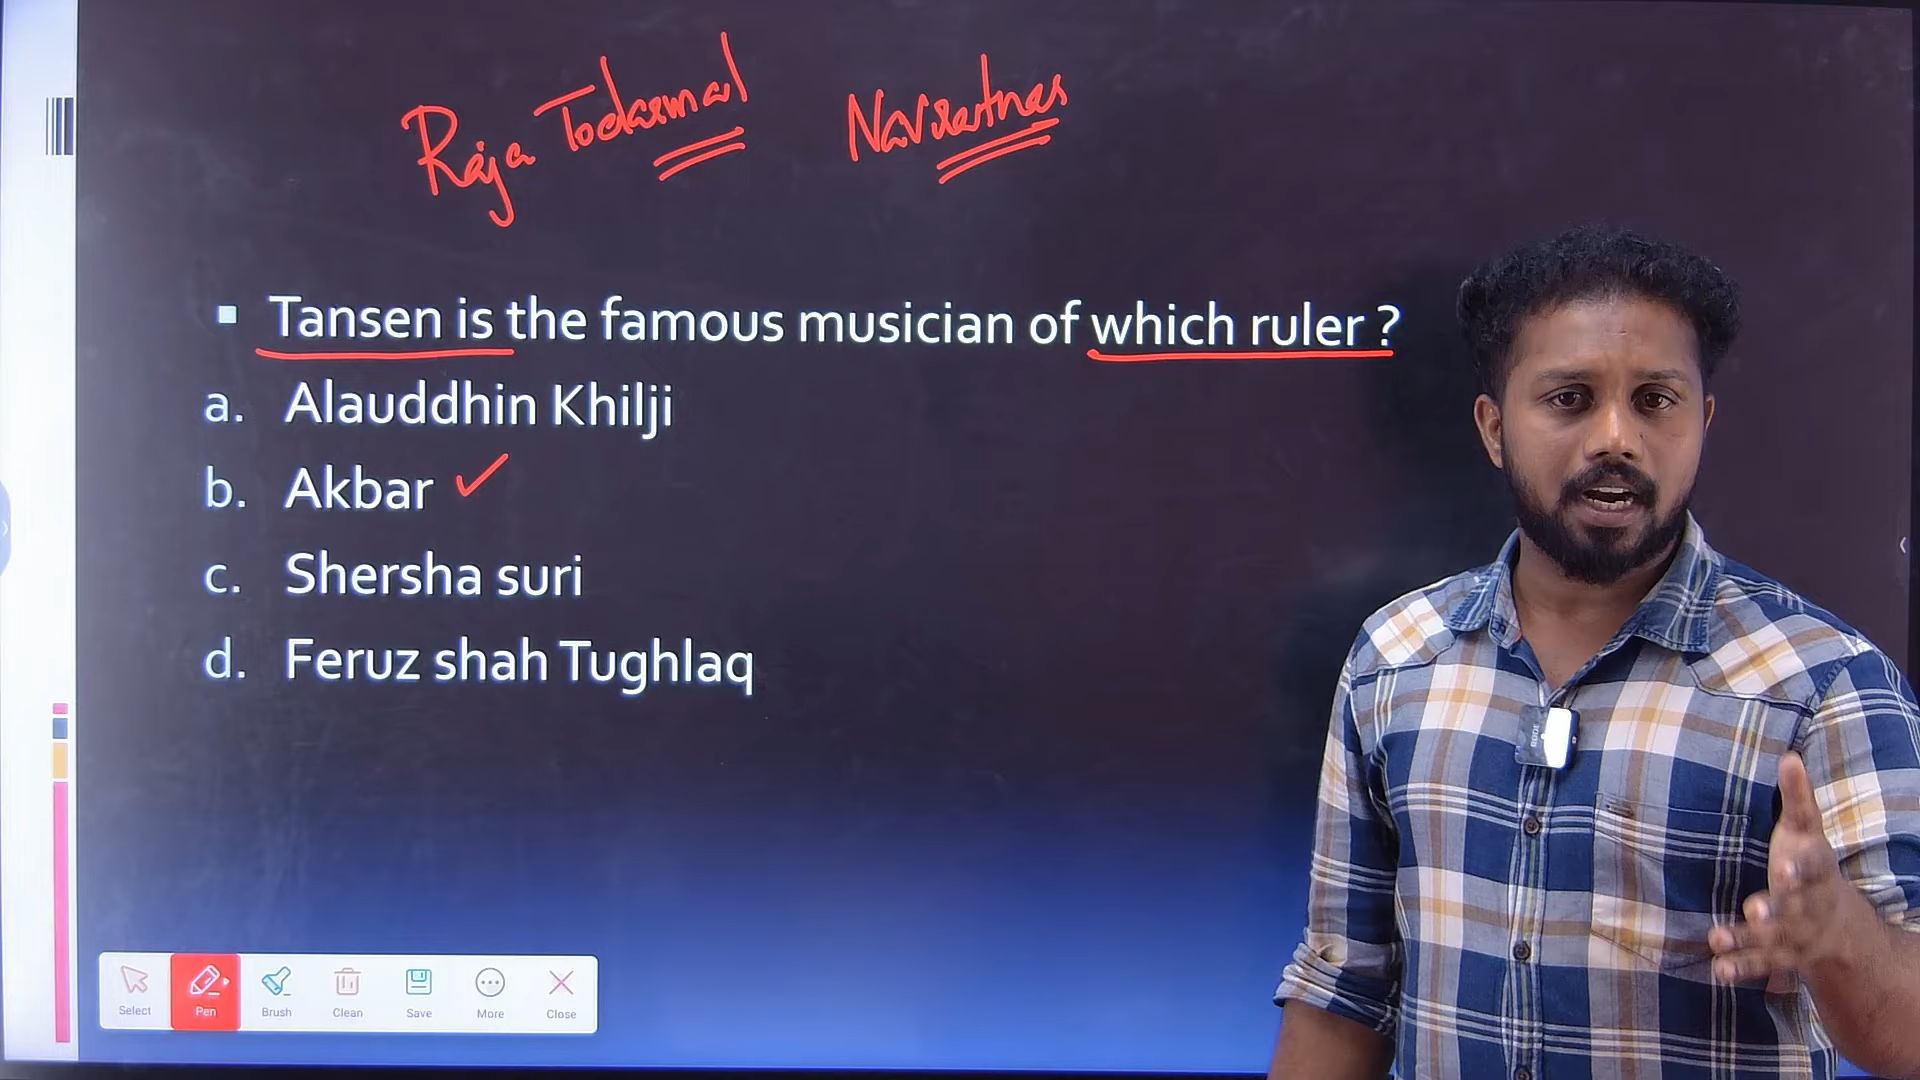 Raja Todarmal Navratnas
▪ Tansen is the famous musician of which ruler ?
a. Alauddhin Khilji
b. Akbar ✓
c. Shersha suri
d. Feruz shah Tughlaq
Select Pen Brush Clean Save More Close